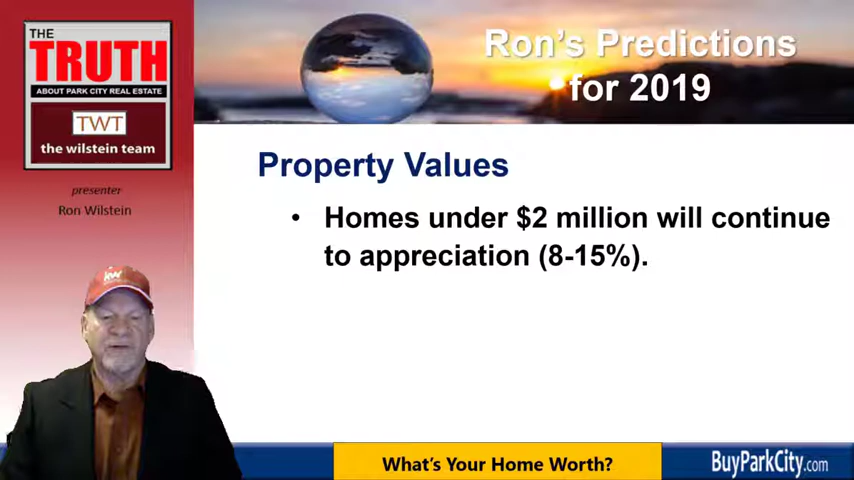 THE
TRUTH
ABOUT PARK CITY REAL ESTATE
TWT
the wilstein team
presenter
Ron Wilstein
kw
Ron's Predictions
for 2019
Property Values
• Homes under $2 million will continue
to appreciation (8-15%).
What's Your Home Worth?
BuyParkCity.com